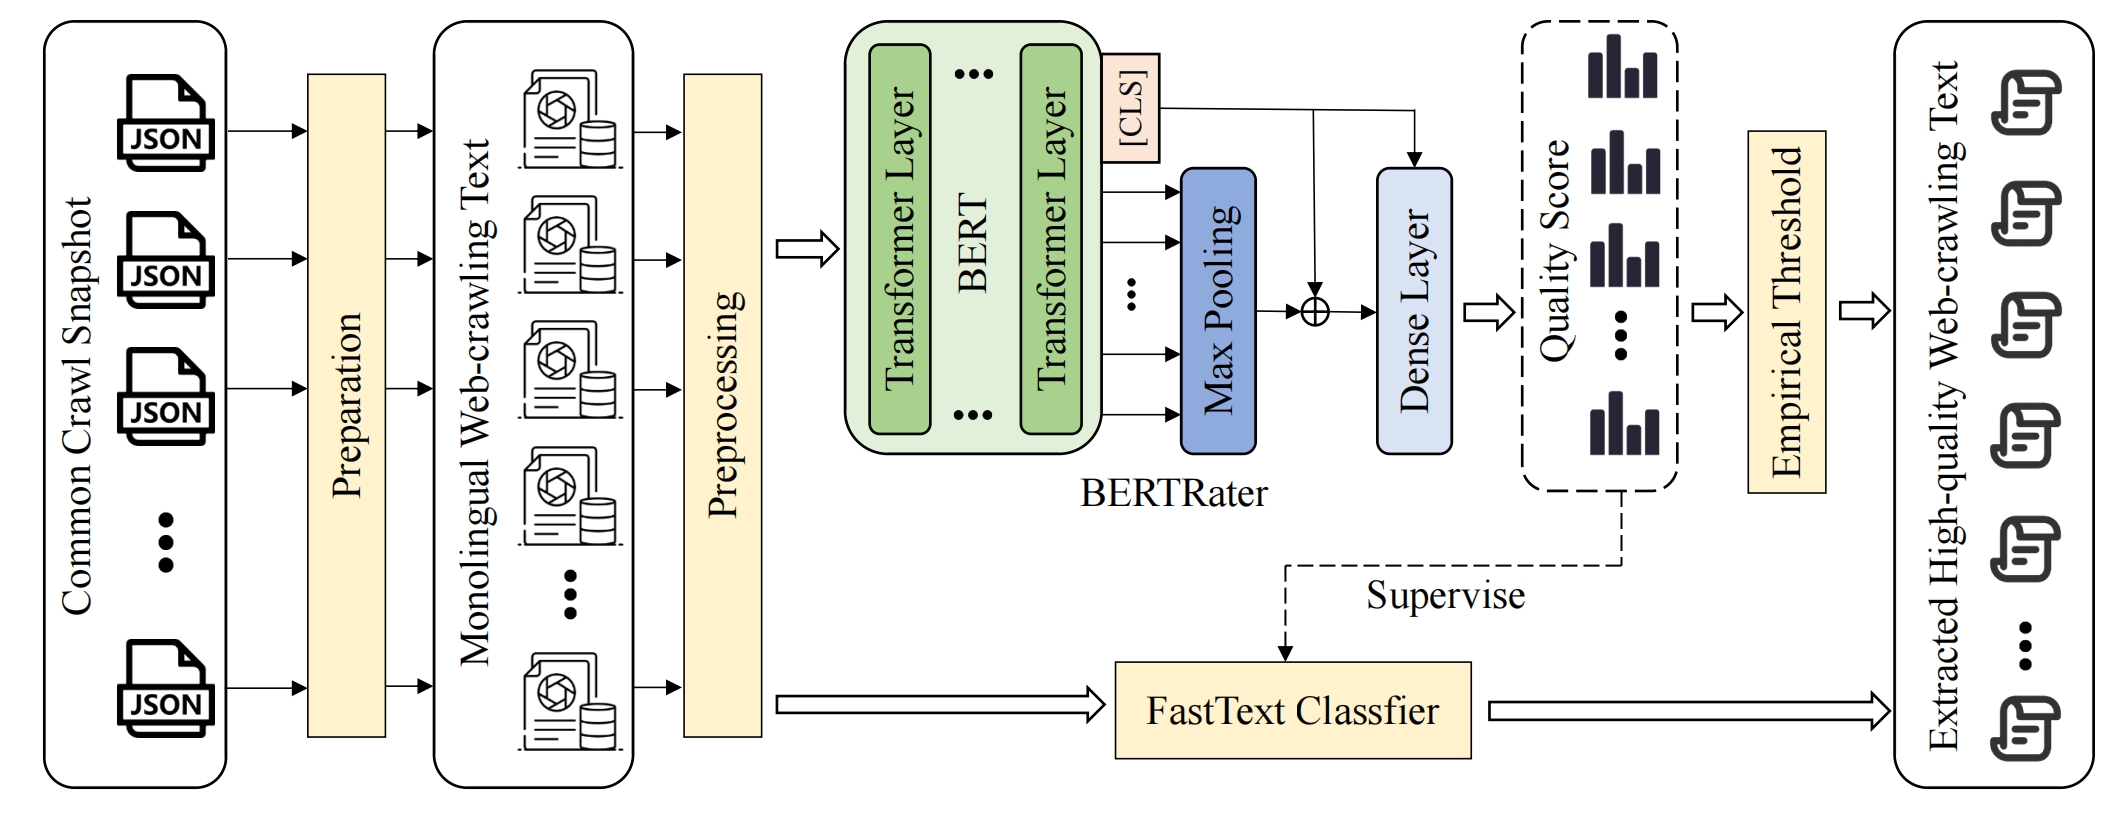 Common Crawl Snapshot
JSON
JSON
JSON
JSON
Preparation
Monolingual Web-crawling Text
Preprocessing
Transformer Layer
BERT
Transformer Layer
[CLS]
Max Pooling
Dense Layer
BERTRater
Quality Score
Empirical Threshold
Supervise
FastText Classfier
Extracted High-quality Web-crawling Text